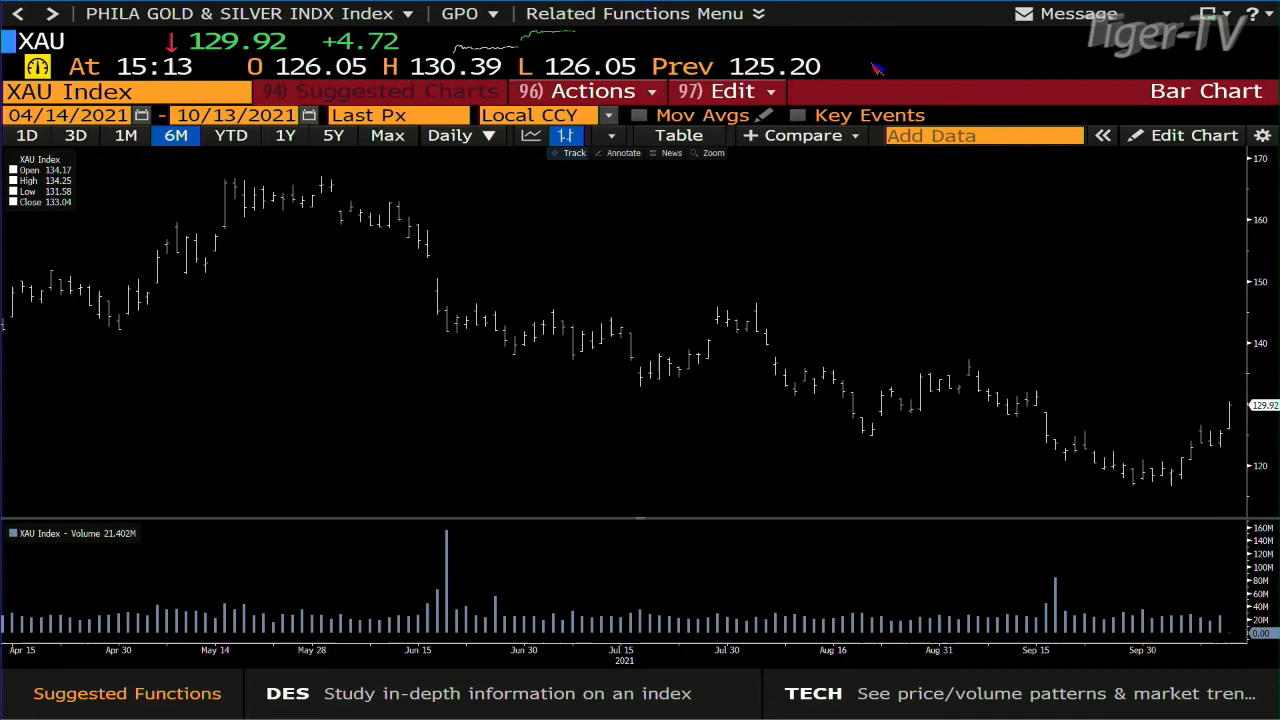 PHILA GOLD & SILVER INDX Index GPO Related Functions Menu Message ?
Tiger-TV
XAU 129.92 +4.72
At 15:13 O 126.05 H 130.39 L 126.05 Prev 125.20
XAU Index 94) Suggested Charts 96) Actions 97) Edit Bar Chart
04/14/2021 - 10/13/2021 Last Px Local CCY Mov Avgs Key Events
1D 3D 1M 6M YTD 1Y 5Y Max Daily Table + Compare Add Data Edit Chart
Track Annotate News Zoom
XAU Index
Open 134.17
High 134.25
Low 131.58
Close 133.04
170
160
150
140
129.92
120
XAU Index - Volume 21.402M
160M
140M
120M
100M
80M
60M
40M
20M
0.00
Apr 15 Apr 30 May 14 May 28 Jun 15 Jun 30 Jul 15 Jul 30 Aug 16 Aug 31 Sep 15 Sep 30
2021
Suggested Functions DES Study in-depth information on an index TECH See price/volume patterns & market tren...